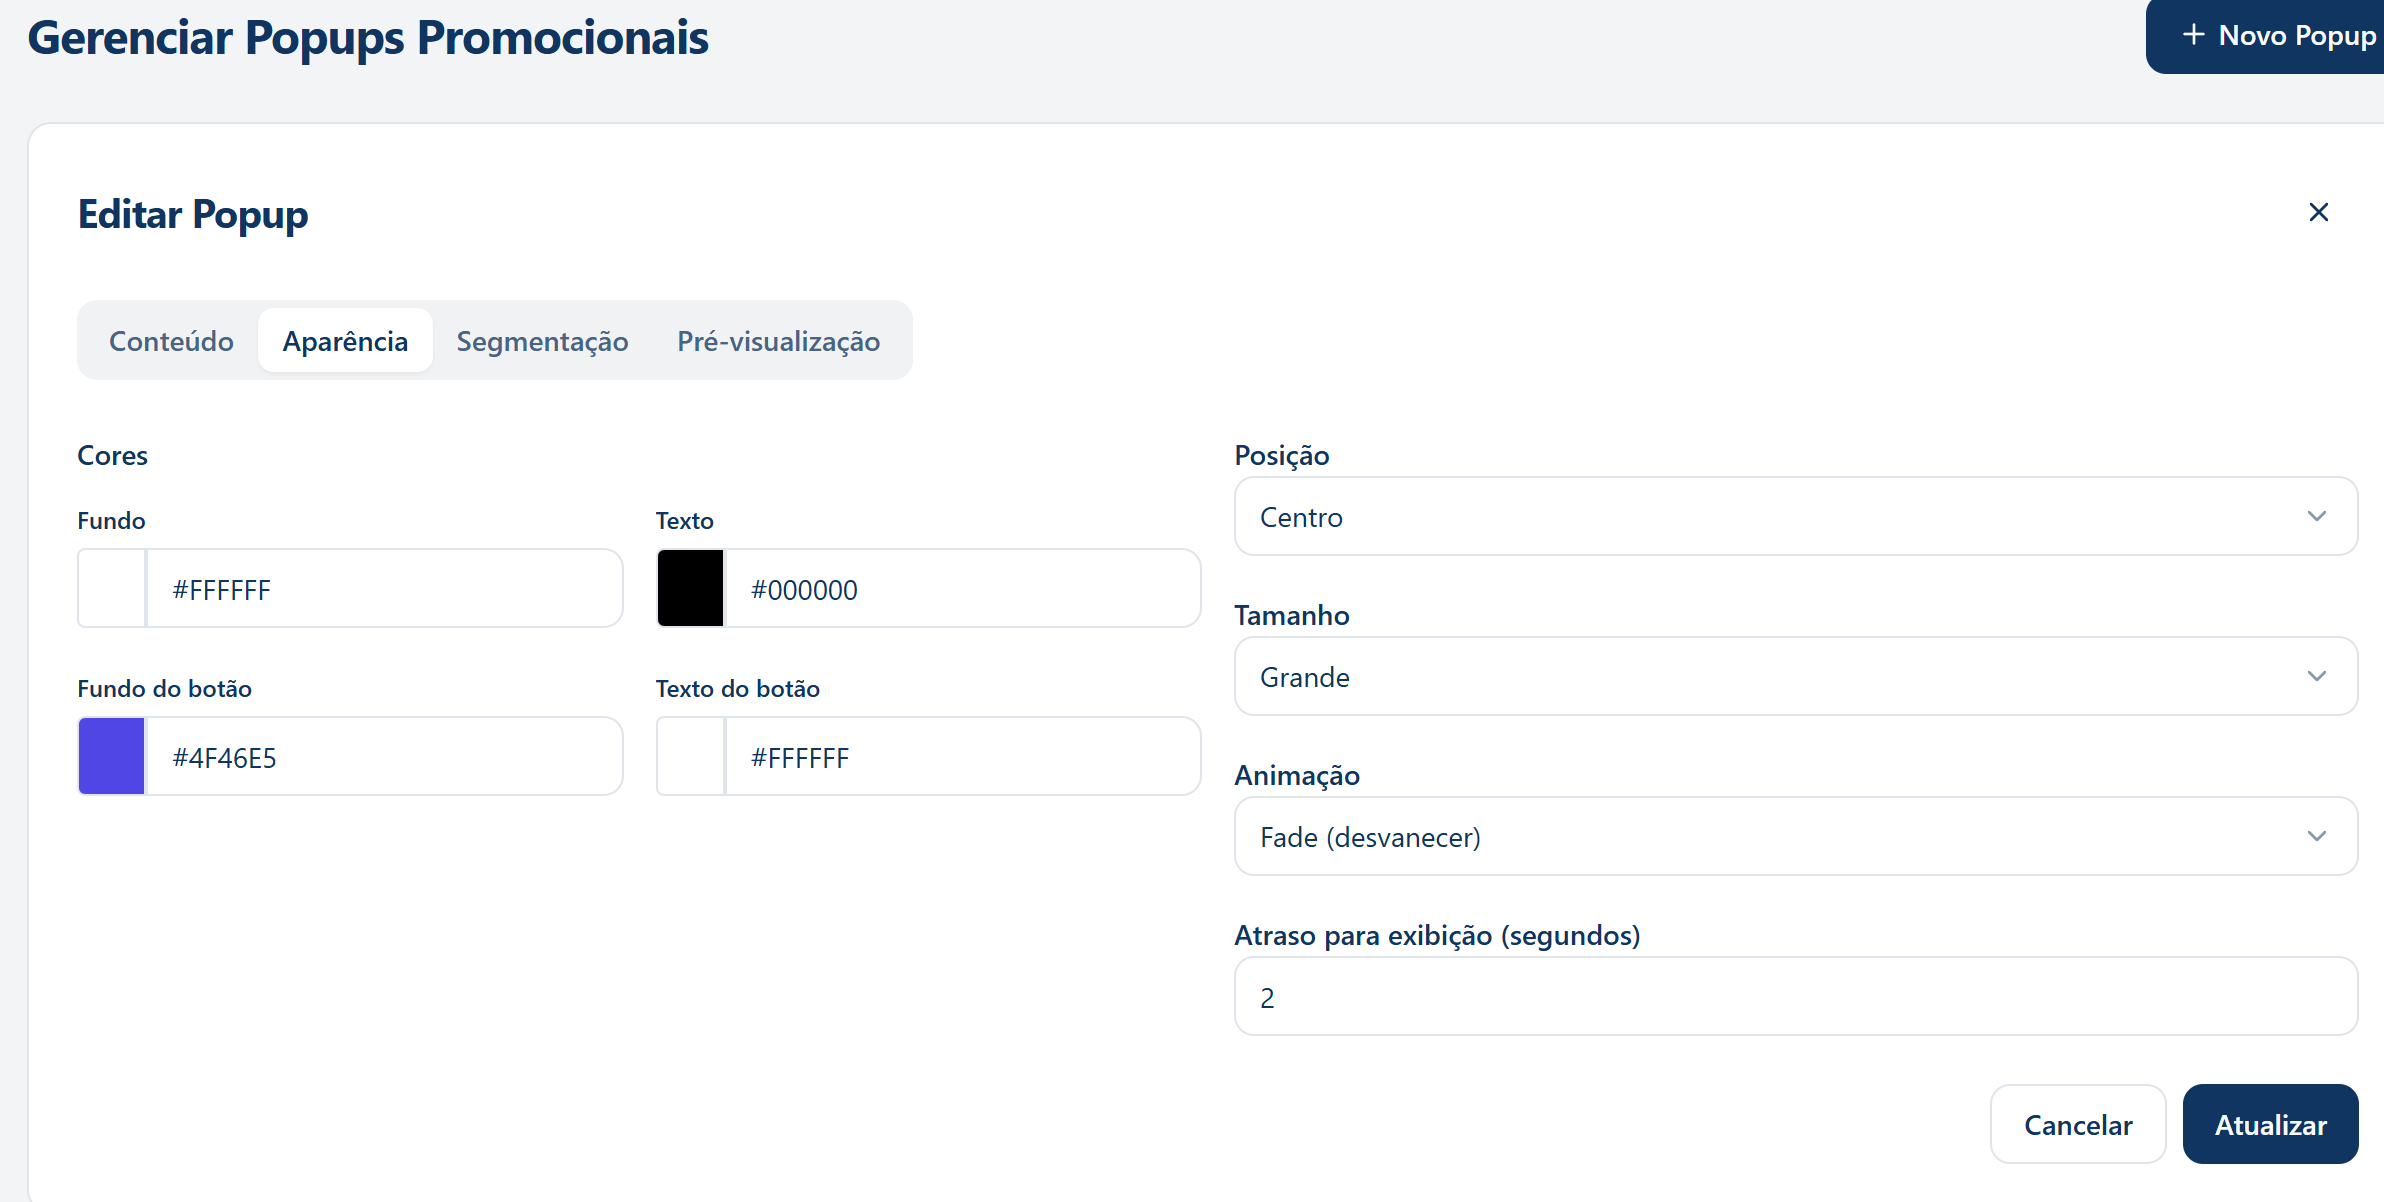 Gerenciar Popups Promocionais
+ Novo Popup
Editar Popup
Conteúdo Aparência Segmentação Pré-visualização
Cores
Fundo Texto
#FFFFFF #000000
Fundo do botão Texto do botão
#4F46E5 #FFFFFF
Posição
Centro
Tamanho
Grande
Animação
Fade (desvanecer)
Atraso para exibição (segundos)
2
Cancelar Atualizar